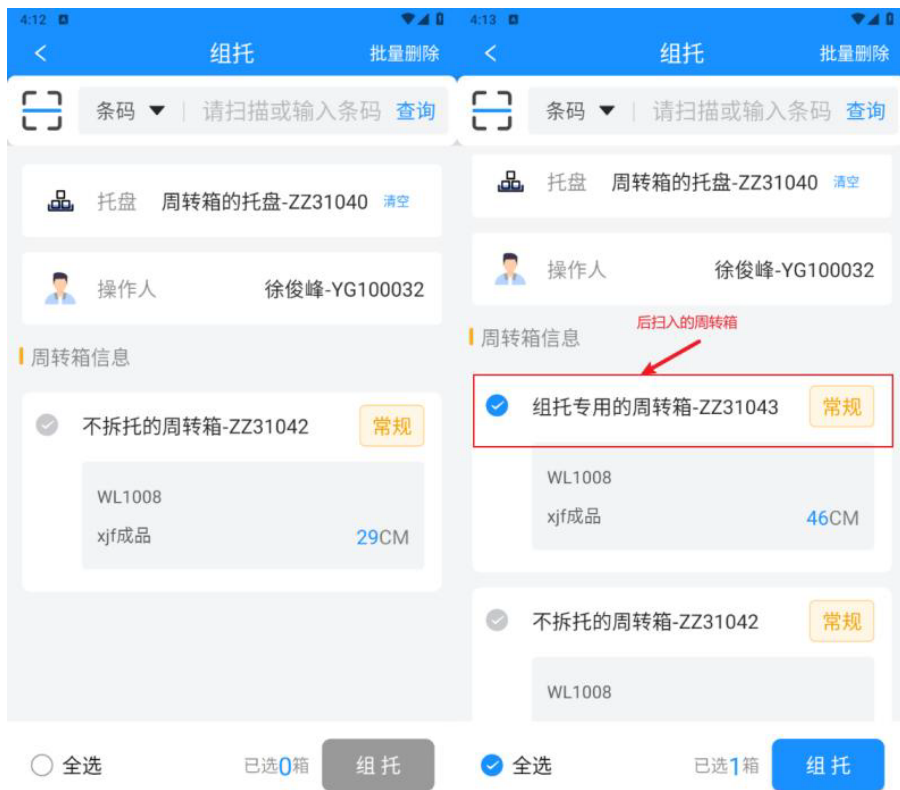 4:12
组托
批量删除
条码
请扫描或输入条码
查询
托盘
周转箱的托盘-ZZ31040
清空
操作人
徐俊峰-YG100032
周转箱信息
不拆托的周转箱-ZZ31042
常规
WL1008
xjf成品
29CM
全选
已选0箱
组托
4:13
组托
批量删除
条码
请扫描或输入条码
查询
托盘
周转箱的托盘-ZZ31040
清空
操作人
徐俊峰-YG100032
后扫入的周转箱
周转箱信息
组托专用的周转箱-ZZ31043
常规
WL1008
xjf成品
46CM
不拆托的周转箱-ZZ31042
常规
WL1008
全选
已选1箱
组托